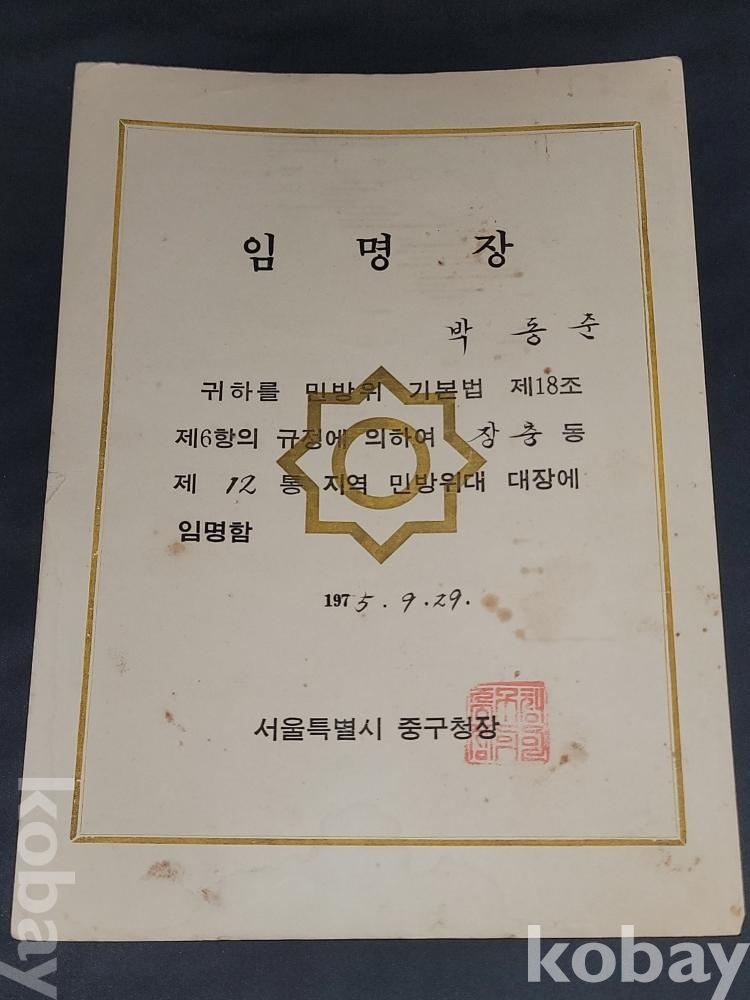 임 명 장
박 동 준
귀하를 민방위 기본법 제18조
제6항의 규정에 의하여 장충 동
제 12 통 지역 민방위대 대장에
임명함
1975.9.29.
서울특별시 중구청장
kobay
kobay